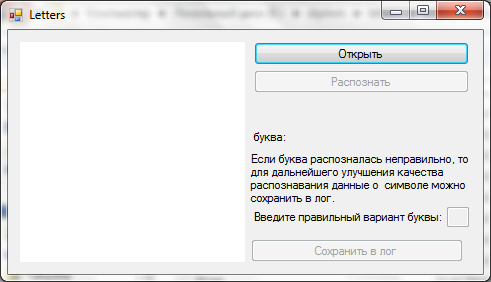 Letters
Открыть
Распознать
буква:
Если буква распозналась неправильно, то
для дальнейшего улучшения качества
распознавания данные о символе можно
сохранить в лог.
Введите правильный вариант буквы:
Сохранить в лог